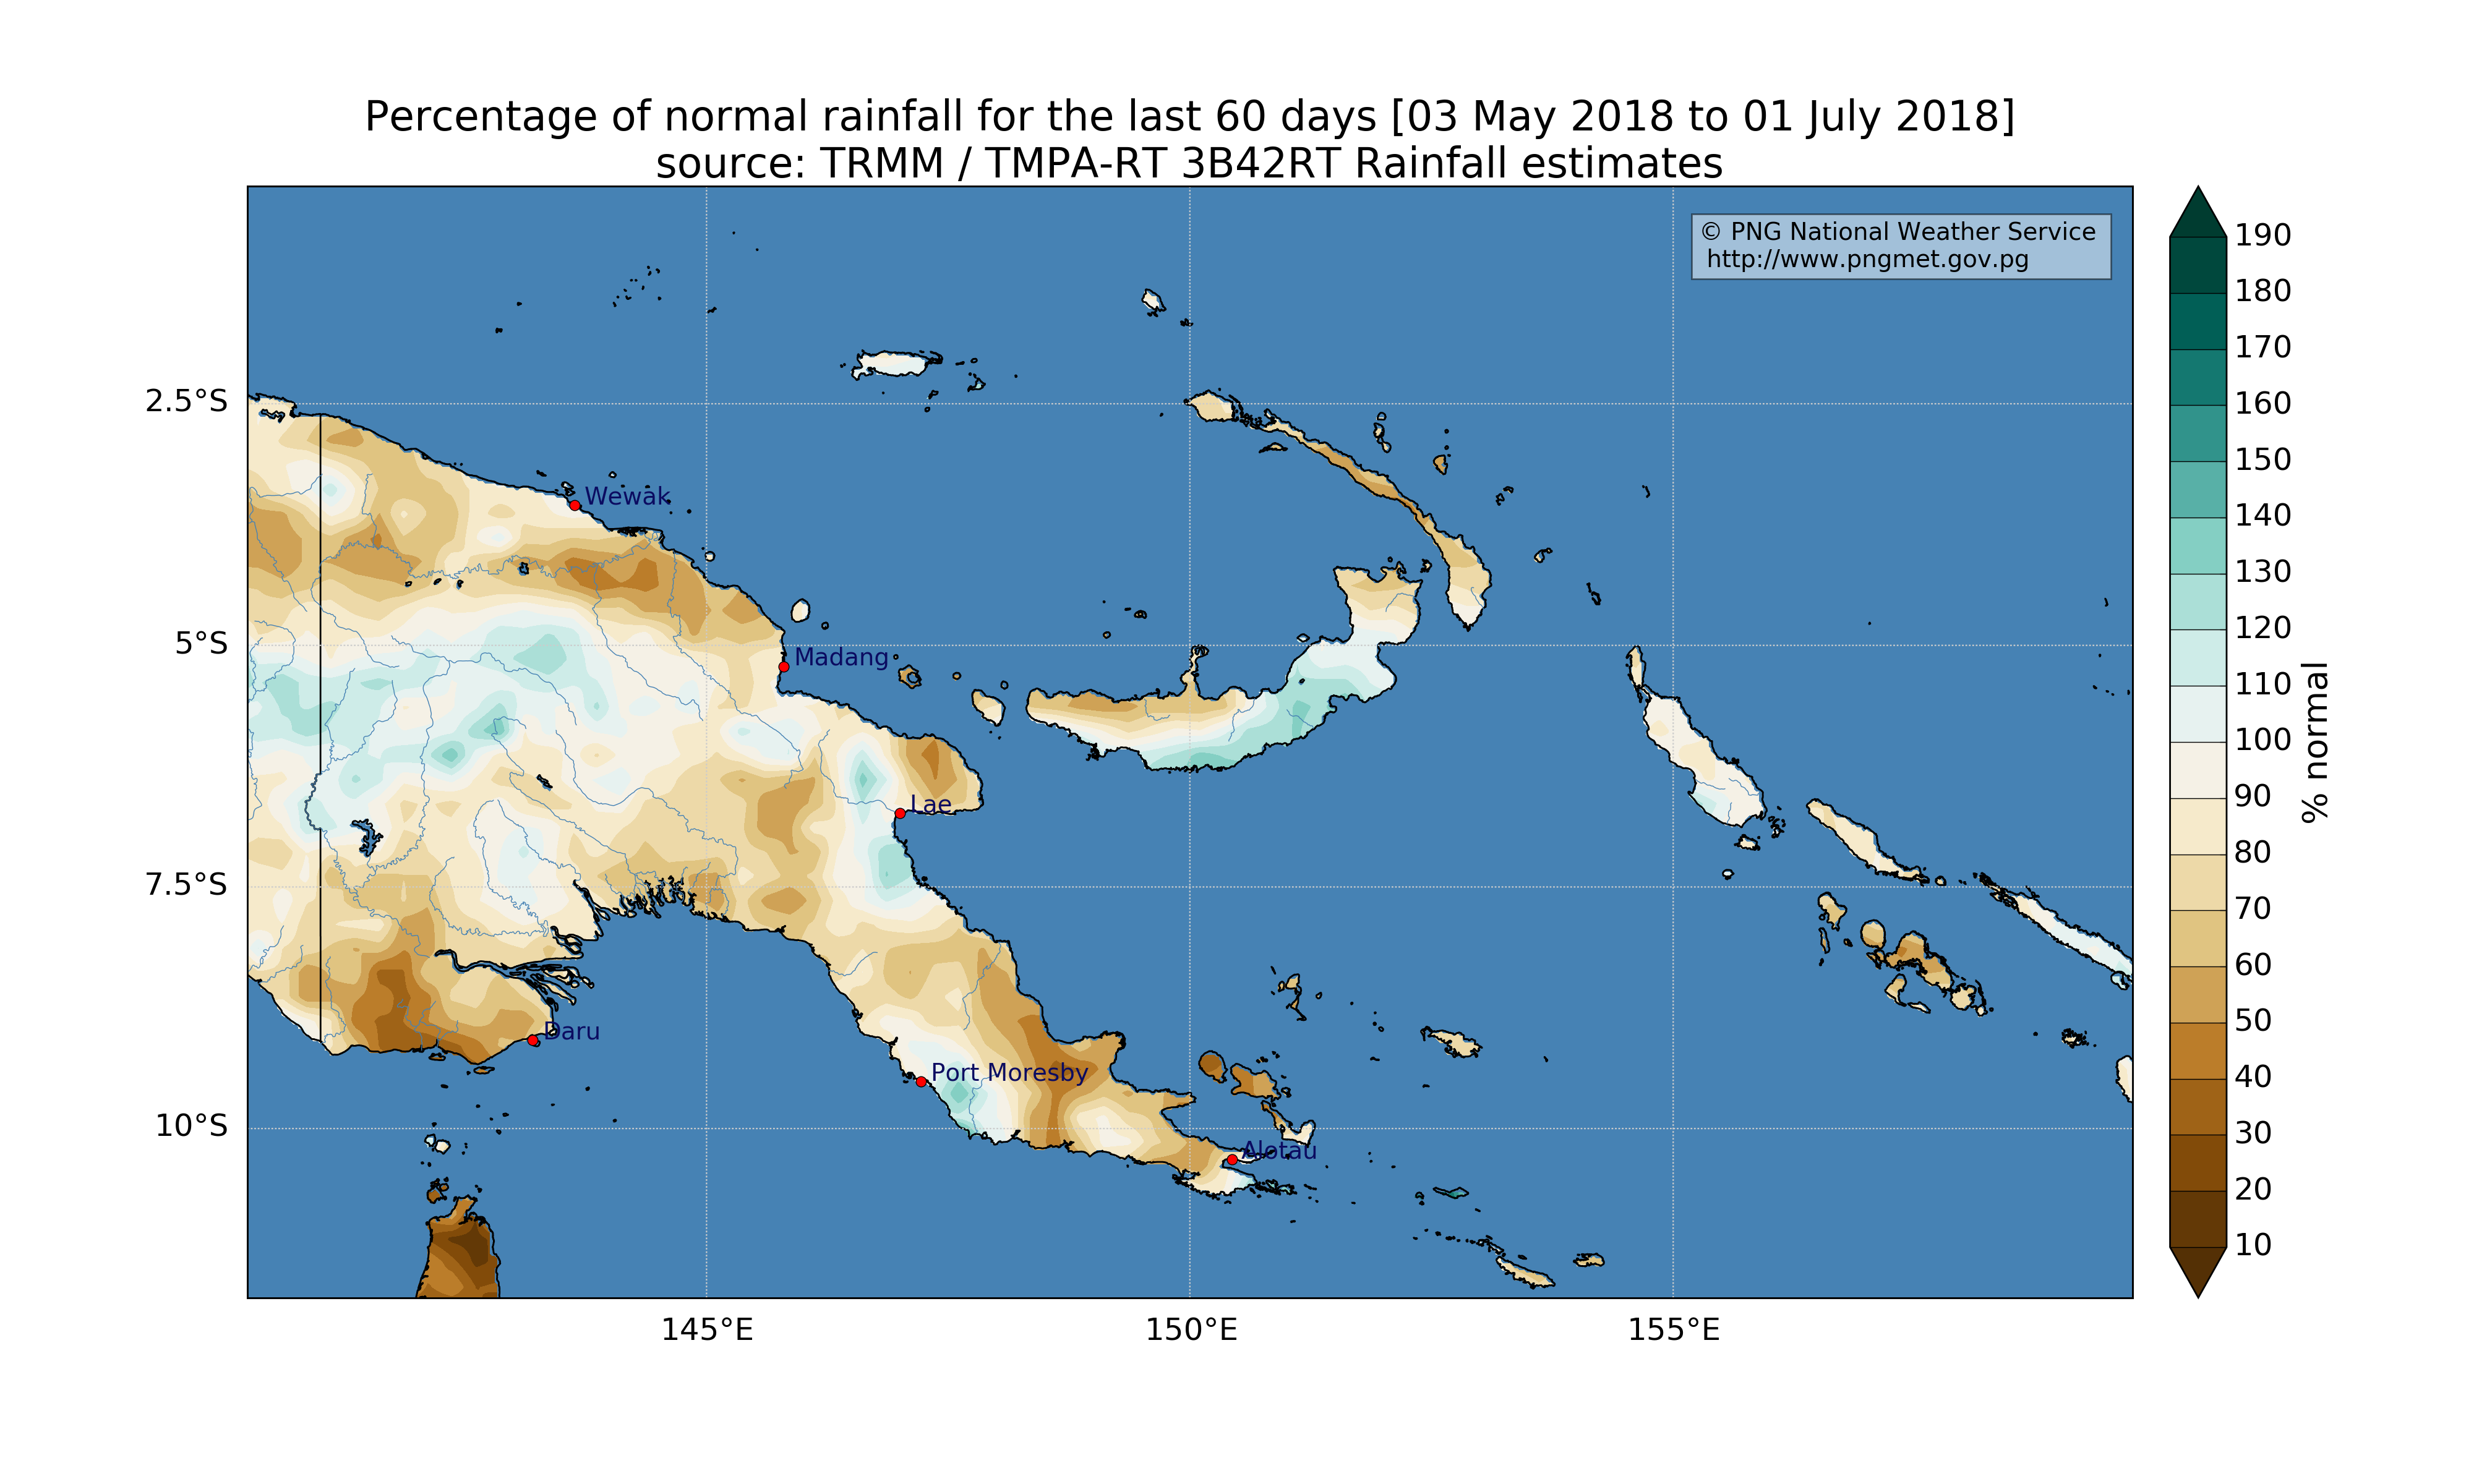 Percentage of normal rainfall for the last 60 days [03 May 2018 to 01 July 2018]
source: TRMM / TMPA-RT 3B42RT Rainfall estimates
© PNG National Weather Service
http://www.pngmet.gov.pg
2.5°S
5°S
7.5°S
10°S
145°E
150°E
155°E
Wewak
Madang
Lae
Daru
Port Moresby
Alotau
190
180
170
160
150
140
130
120
110
100
90
80
70
60
50
40
30
20
10
% normal